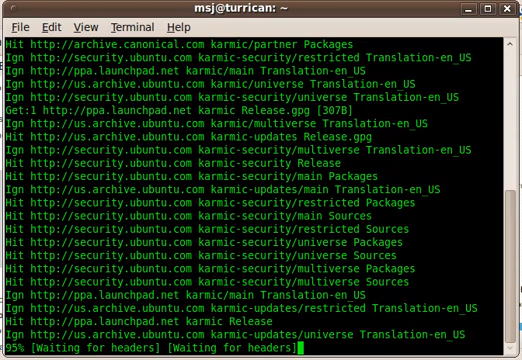 msj@turrican: ~
File Edit View Terminal Help
Hit http://archive.canonical.com karmic/partner Packages
Ign http://security.ubuntu.com karmic-security/restricted Translation-en_US
Ign http://ppa.launchpad.net karmic/main Translation-en_US
Ign http://us.archive.ubuntu.com karmic/universe Translation-en_US
Ign http://security.ubuntu.com karmic-security/universe Translation-en_US
Get:1 http://ppa.launchpad.net karmic Release.gpg [307B]
Ign http://us.archive.ubuntu.com karmic/multiverse Translation-en_US
Hit http://us.archive.ubuntu.com karmic-updates Release.gpg
Ign http://security.ubuntu.com karmic-security/multiverse Translation-en_US
Hit http://security.ubuntu.com karmic-security Release
Hit http://security.ubuntu.com karmic-security/main Packages
Ign http://us.archive.ubuntu.com karmic-updates/main Translation-en_US
Hit http://security.ubuntu.com karmic-security/restricted Packages
Hit http://security.ubuntu.com karmic-security/main Sources
Hit http://security.ubuntu.com karmic-security/restricted Sources
Hit http://security.ubuntu.com karmic-security/universe Packages
Hit http://security.ubuntu.com karmic-security/universe Sources
Hit http://security.ubuntu.com karmic-security/multiverse Packages
Hit http://security.ubuntu.com karmic-security/multiverse Sources
Ign http://ppa.launchpad.net karmic/main Translation-en_US
Ign http://us.archive.ubuntu.com karmic-updates/restricted Translation-en_US
Hit http://ppa.launchpad.net karmic Release
Ign http://us.archive.ubuntu.com karmic-updates/universe Translation-en_US
95% [Waiting for headers] [Waiting for headers]